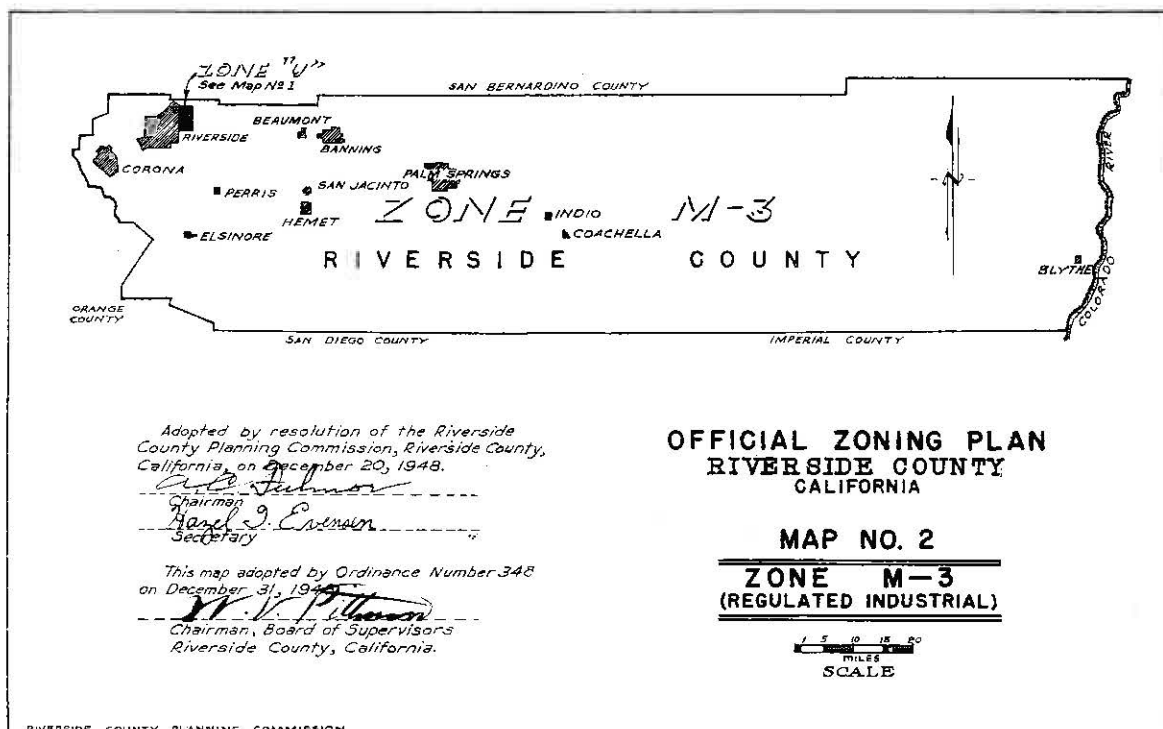 ZONE "U"
See Map Nº 1
SAN BERNARDINO COUNTY
BEAUMONT
RIVERSIDE
BANNING
CORONA
PALM SPRINGS
PERRIS
SAN JACINTO
HEMET
ZONE M-3
INDIO
ELSINORE
COACHELLA
RIVERSIDE COUNTY
BLYTHE
COLORADO RIVER
ORANGE
COUNTY
SAN DIEGO COUNTY
IMPERIAL COUNTY
Adopted by resolution of the Riverside
County Planning Commission, Riverside County,
California, on December 20, 1948.
Chairman
Hazel I. Evensen
Secretary
This map adopted by Ordinance Number 348
on December 31,
Chairman, Board of Supervisors
Riverside County, California.
OFFICIAL ZONING PLAN
RIVERSIDE COUNTY
CALIFORNIA
MAP NO. 2
ZONE M-3
(REGULATED INDUSTRIAL)
1 5 10 15 20
MILES
SCALE
RIVERSIDE COUNTY PLANNING COMMISSION